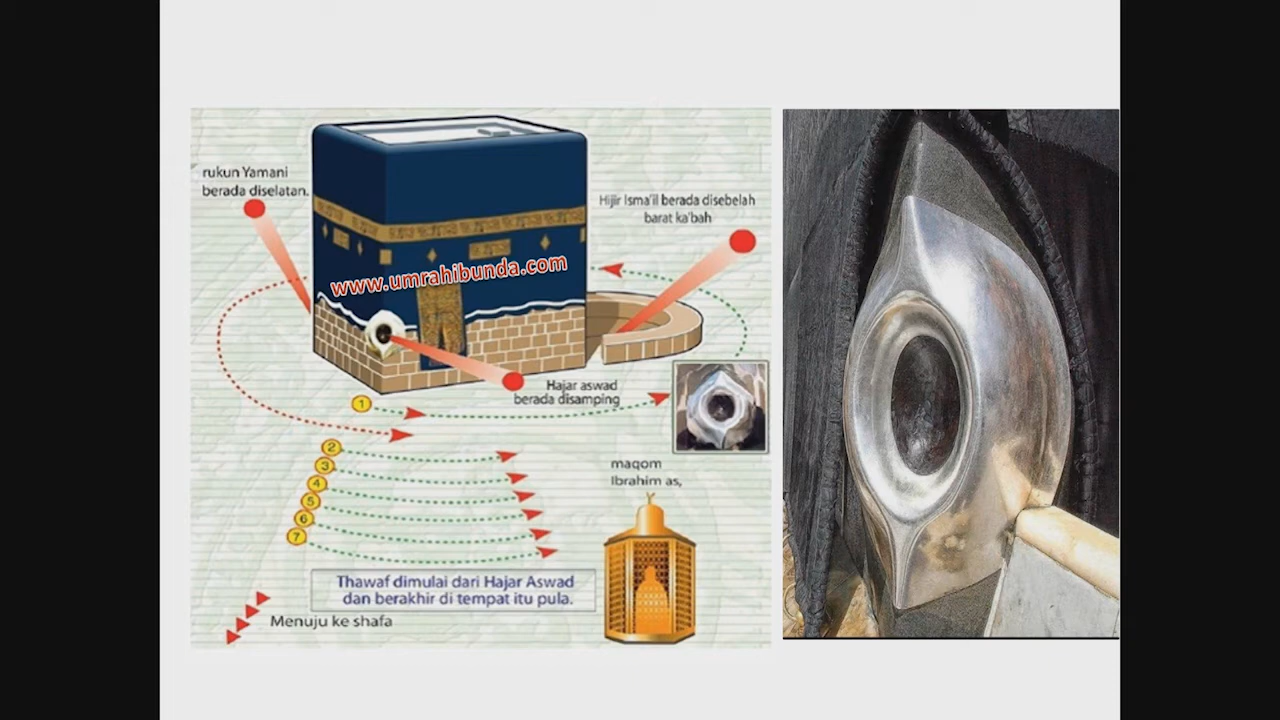 rukun Yamani
berada diselatan.
Hijir Isma'il berada disebelah
barat ka'bah
www.umrahibunda.com
Hajar aswad
berada disamping
1
2
3
4
5
6
7
maqom
Ibrahim as,
Thawaf dimulai dari Hajar Aswad
dan berakhir di tempat itu pula.
Menuju ke shafa